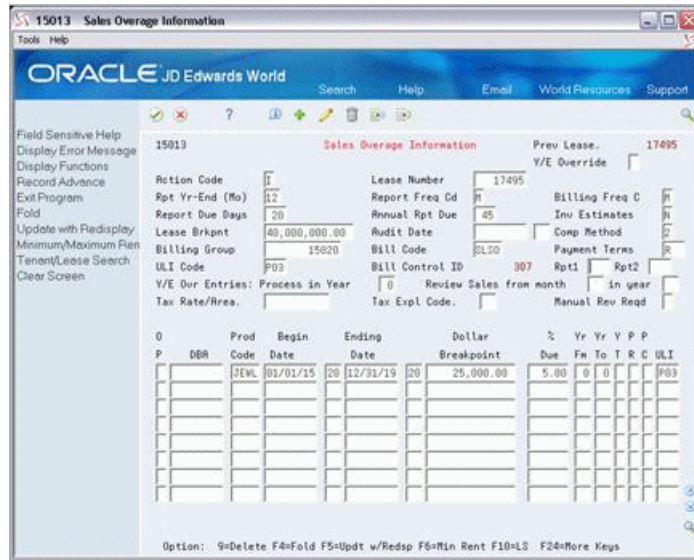 15013 Sales Overage Information
Tools Help
ORACLE JD Edwards World
Search Help Email World Resources Support
Field Sensitive Help
Display Error Message
Display Functions
Record Advance
Exit Program
Fold
Update with Redisplay
Minimum/Maximum Ren
Tenant/Lease Search
Clear Screen
15013 Sales Overage Information Prev Lease. 17495
Y/E Override
Action Code I Lease Number 17495
Rpt Yr-End (Mo) 12 Report Freq Cd M Billing Freq C M
Report Due Days 20 Annual Rpt Due 45 Inv Estimates N
Lease Brkpnt 40,000,000.00 Audit Date Comp Method 2
Billing Group 15020 Bill Code SLSO Payment Terms R
ULI Code P03 Bill Control ID 307 Rpt1 Rpt2
Y/E Ovr Entries: Process in Year 0 Review Sales from month in year
Tax Rate/Area. Tax Expl Code. Manual Rev Reqd
O Prod Begin Ending Dollar % Yr Yr Y P P
P DBA Code Date Date Breakpoint Due Fm To T R C ULI
JEWL 01/01/15 20 12/31/19 20 25,000.00 5.00 0 0 P03
Option: 9=Delete F4=Fold F5=Updt w/Redsp F6=Min Rent F10=LS F24=More Keys